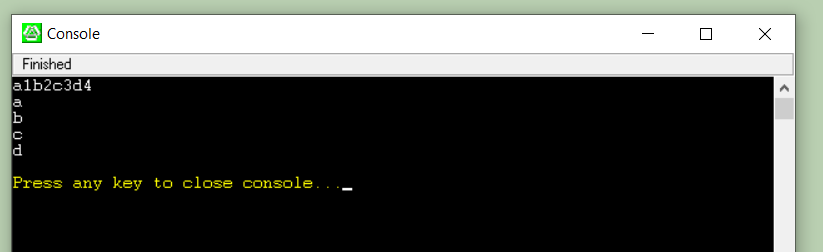 Console
Finished
a1b2c3d4
a
b
c
d
Press any key to close console..._